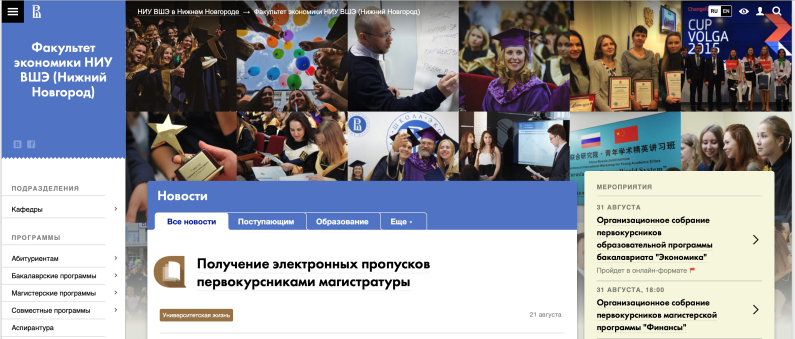 НИУ ВШЭ в Нижнем Новгороде → Факультет экономики НИУ ВШЭ (Нижний Новгород)
RU EN
Факультет
экономики НИУ
ВШЭ (Нижний
Новгород)
CUP
VOLGA
2015
ПОДРАЗДЕЛЕНИЯ
Кафедры
ПРОГРАММЫ
Абитуриентам
Бакалаврские программы
Магистерские программы
Совместные программы
Аспирантура
Новости
Все новости
Поступающим
Образование
Еще
Получение электронных пропусков
первокурсниками магистратуры
Университетская жизнь
21 августа
МЕРОПРИЯТИЯ
31 АВГУСТА
Организационное собрание
первокурсников
образовательной программы
бакалавриата "Экономика"
Пройдет в онлайн-формате
31 АВГУСТА, 18:00
Организационное собрание
первокурсников магистерской
программы "Финансы"